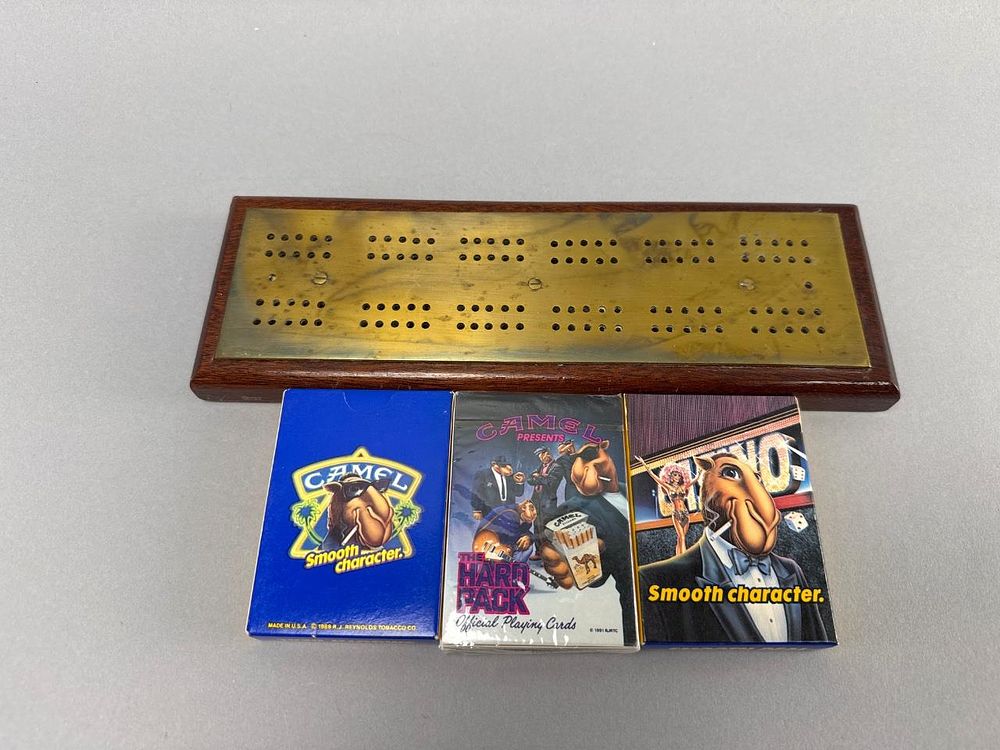 CAMEL
Smooth
character.
MADE IN U.S.A. © 1989 R.J. REYNOLDS TOBACCO CO.
CAMEL
PRESENTS
CAMEL
THE
HARD
PACK
Official Playing Cards
© 1991 RJRTC
Smooth character.